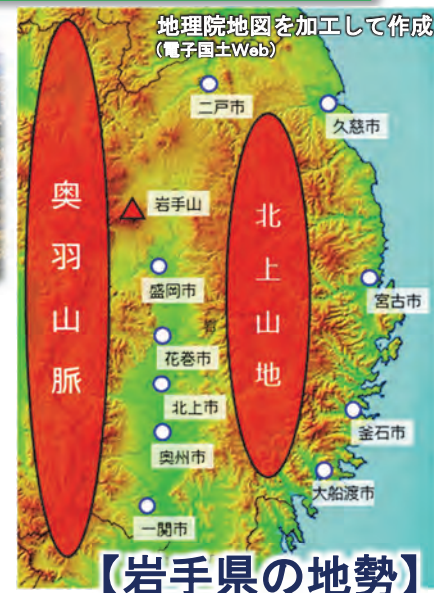 地理院地図を加工して作成
(電子国土Web)
二戸市
久慈市
奥羽山脈
岩手山
北上山地
盛岡市
宮古市
花巻市
北上市
釜石市
奥州市
大船渡市
一関市
【岩手県の地勢】